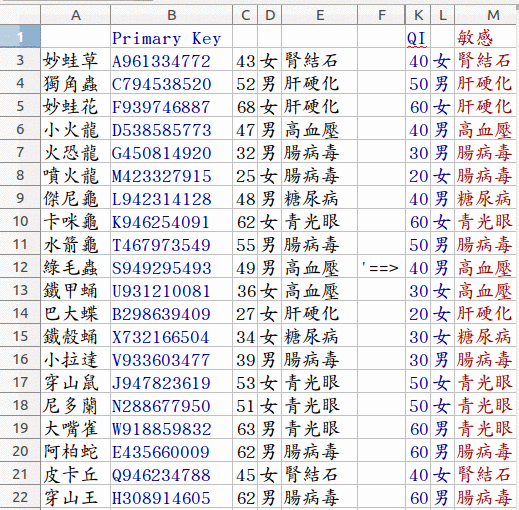 A B C D E F K L M
1 Primary Key QI 敏感
3 妙蛙草 A961334772 43 女 腎結石 40 女 腎結石
4 獨角蟲 C794538520 52 男 肝硬化 50 男 肝硬化
5 妙蛙花 F939746887 68 女 肝硬化 60 女 肝硬化
6 小火龍 D538585773 47 男 高血壓 40 男 高血壓
7 火恐龍 G450814920 32 男 腸病毒 30 男 腸病毒
8 噴火龍 M423327915 25 女 腸病毒 20 女 腸病毒
9 傑尼龜 L942314128 48 男 糖尿病 40 男 糖尿病
10 卡咪龜 K946254091 62 女 青光眼 60 女 青光眼
11 水箭龜 T467973549 55 男 腸病毒 50 男 腸病毒
12 綠毛蟲 S949295493 49 男 高血壓 '==> 40 男 高血壓
13 鐵甲蛹 U931210081 36 女 高血壓 30 女 高血壓
14 巴大蝶 B298639409 27 女 肝硬化 20 女 肝硬化
15 鐵殼蛹 X732166504 34 女 糖尿病 30 女 糖尿病
16 小拉達 V933603477 39 男 腸病毒 30 男 腸病毒
17 穿山鼠 J947823619 53 女 青光眼 50 女 青光眼
18 尼多蘭 N288677950 51 女 青光眼 50 女 青光眼
19 大嘴雀 W918859832 63 男 青光眼 60 男 青光眼
20 阿柏蛇 E435660009 62 男 腸病毒 60 男 腸病毒
21 皮卡丘 Q946234788 45 女 腎結石 40 女 腎結石
22 穿山王 H308914605 62 男 腸病毒 60 男 腸病毒